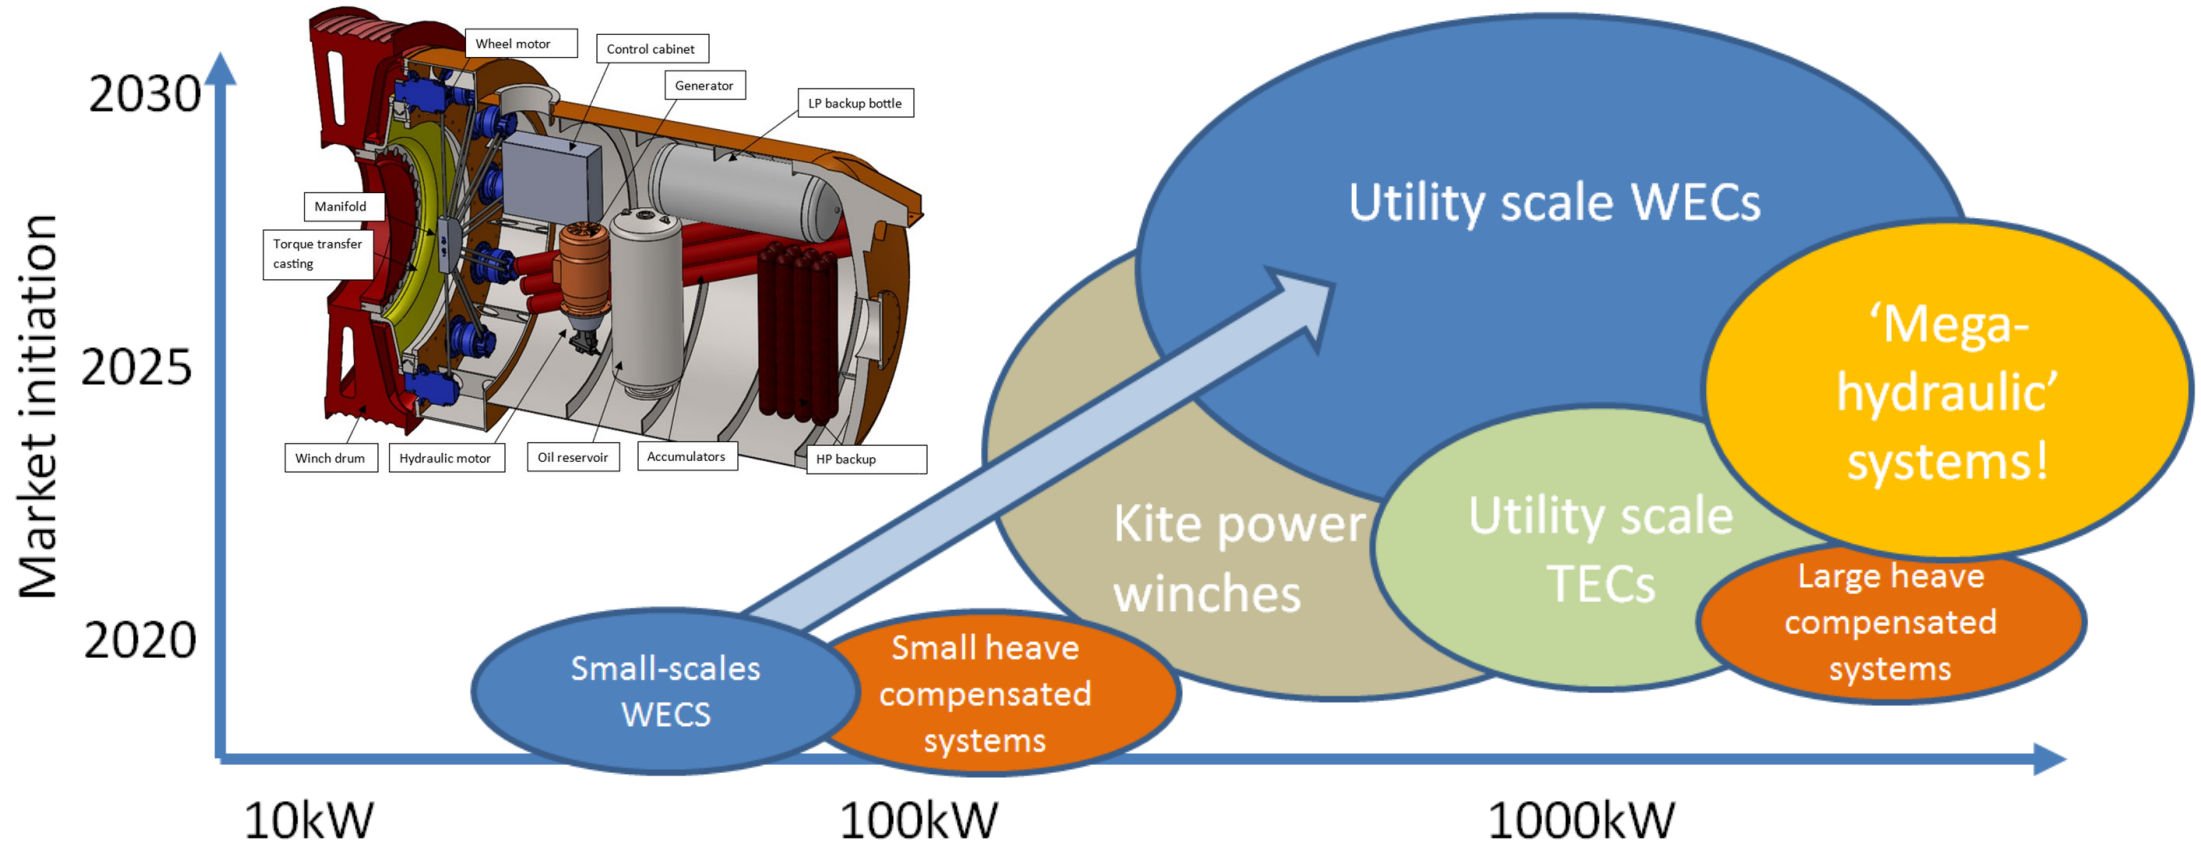 Market initiation
2030
2025
2020
10kW
100kW
1000kW
Wheel motor
Control cabinet
Generator
LP backup bottle
Manifold
Torque transfer
casting
Winch drum
Hydraulic motor
Oil reservoir
Accumulators
HP backup
Utility scale WECs
‘Mega-
hydraulic’
systems!
Kite power
winches
Utility scale
TECs
Large heave
compensated
systems
Small-scales
WECS
Small heave
compensated
systems